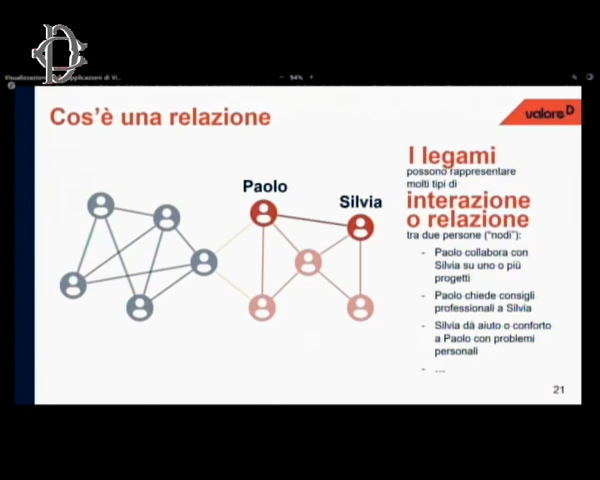 94%
Cos'è una relazione
valore D
Paolo
Silvia
I legami
possono rappresentare
molti tipi di
interazione
o relazione
tra due persone ("nodi"):
- Paolo collabora con
Silvia su uno o più
progetti
- Paolo chiede consigli
professionali a Silvia
- Silvia dà aiuto o conforto
a Paolo con problemi
personali
- ....
21